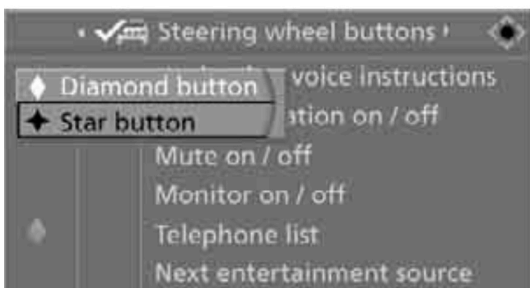 Steering wheel buttons
Diamond button
voice instructions
Star button
ation on / off
Mute on / off
Monitor on / off
Telephone list
Next entertainment source